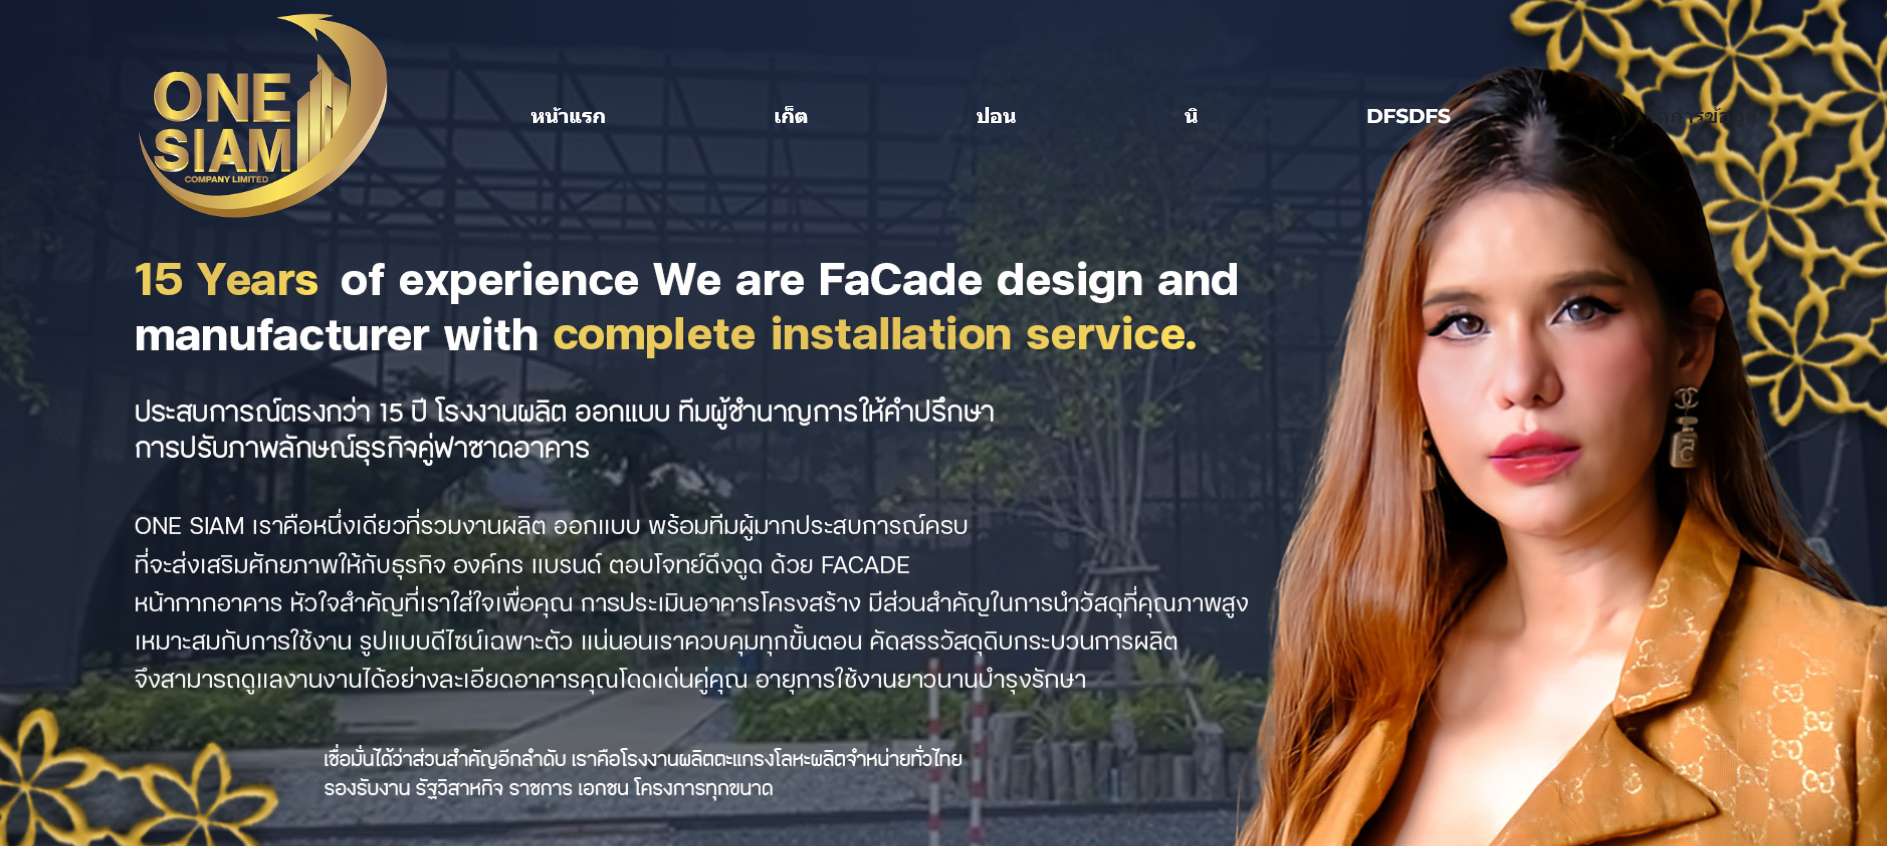 ONE
SIAM
COMPANY LIMITED
หน้าแรก เก็ต ปอน นิ DFSDFS
15 Years of experience We are FaCade design and
manufacturer with complete installation service.
ประสบการณ์ตรงกว่า 15 ปี โรงงานผลิต ออกแบบ ทีมผู้ชำนาญการให้คำปรึกษา
การปรับภาพลักษณ์ธุรกิจคู่ฟาซาดอาคาร
ONE SIAM เราคือหนึ่งเดียวที่รวมงานผลิต ออกแบบ พร้อมทีมผู้มากประสบการณ์ครบ
ที่จะส่งเสริมศักยภาพให้กับธุรกิจ องค์กร แบรนด์ ตอบโจทย์ดึงดูด ด้วย FACADE
หน้ากากอาคาร หัวใจสำคัญที่เราใส่ใจเพื่อคุณ การประเมินอาคารโครงสร้าง มีส่วนสำคัญในการนำวัสดุที่คุณภาพสูง
เหมาะสมกับการใช้งาน รูปแบบดีไซน์เฉพาะตัว แน่นอนเราควบคุมทุกขั้นตอน คัดสรรวัสดุดิบกระบวนการผลิต
จึงสามารถดูแลงานงานได้อย่างละเอียดอาคารคุณโดดเด่นคู่คุณ อายุการใช้งานยาวนานบำรุงรักษา
เชื่อมั่นได้ว่าส่วนสำคัญอีกลำดับ เราคือโรงงานผลิตตะแกรงโลหะผลิตจำหน่ายทั่วไทย
รองรับงาน รัฐวิสาหกิจ ราชการ เอกชน โครงการทุกขนาด